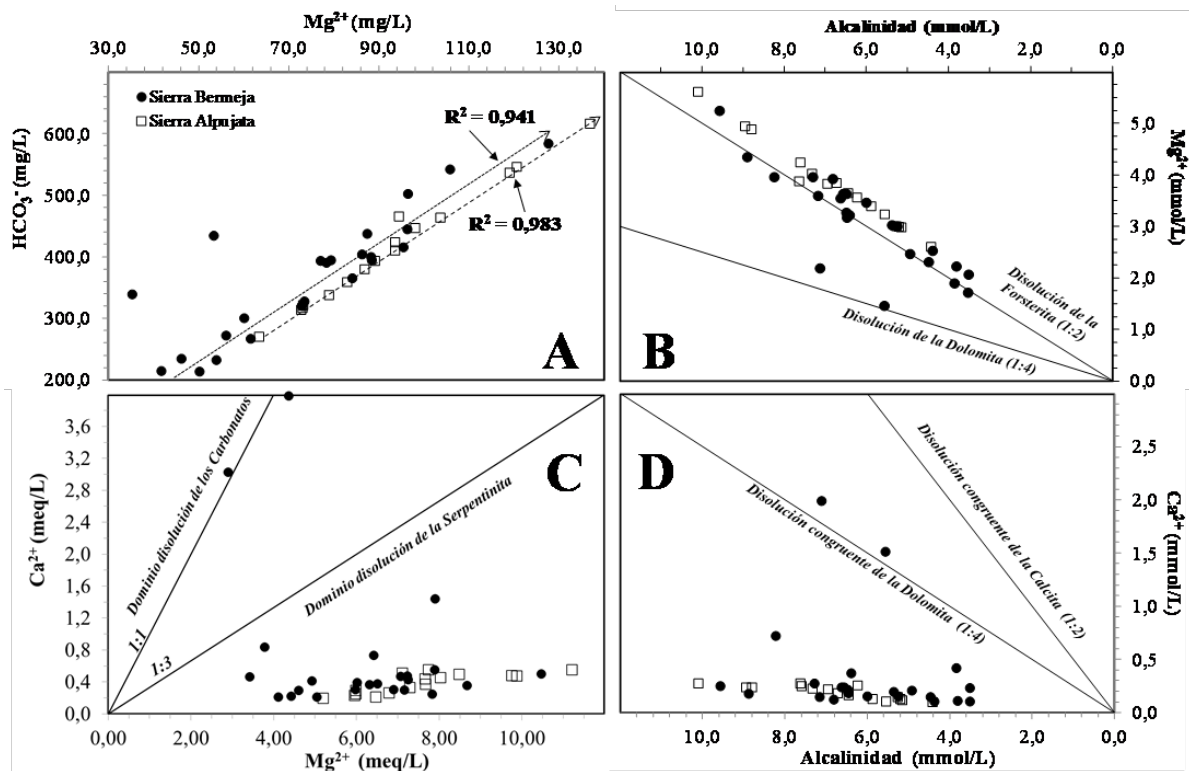 Mg²⁺ (mg/L)
30,0 50,0 70,0 90,0 110,0 130,0
Sierra Bermeja
Sierra Alpujata
R² = 0,941
R² = 0,983
HCO₃⁻ (mg/L)
600,0
500,0
400,0
300,0
200,0
A
Alcalinidad (mmol/L)
10,0 8,0 6,0 4,0 2,0 0,0
5,0
4,0
3,0
2,0
1,0
0,0
Mg²⁺ (mmol/L)
Disolución de la
Forsterita (1:2)
Disolución de la Dolomita (1:4)
B
Ca²⁺ (meq/L)
3,6
3,2
2,8
2,4
2,0
1,6
1,2
0,8
0,4
0,0
Dominio disolución de los Carbonatos
1:1
1:3
Dominio disolución de la Serpentinita
C
0,00 2,00 4,00 6,00 8,00 10,00
Mg²⁺ (meq/L)
D
Disolución congruente de la Calcita (1:2)
Disolución congruente de la Dolomita (1:4)
2,5
2,0
1,5
1,0
0,5
0,0
Ca²⁺ (mmol/L)
10,0 8,0 6,0 4,0 2,0 0,0
Alcalinidad (mmol/L)